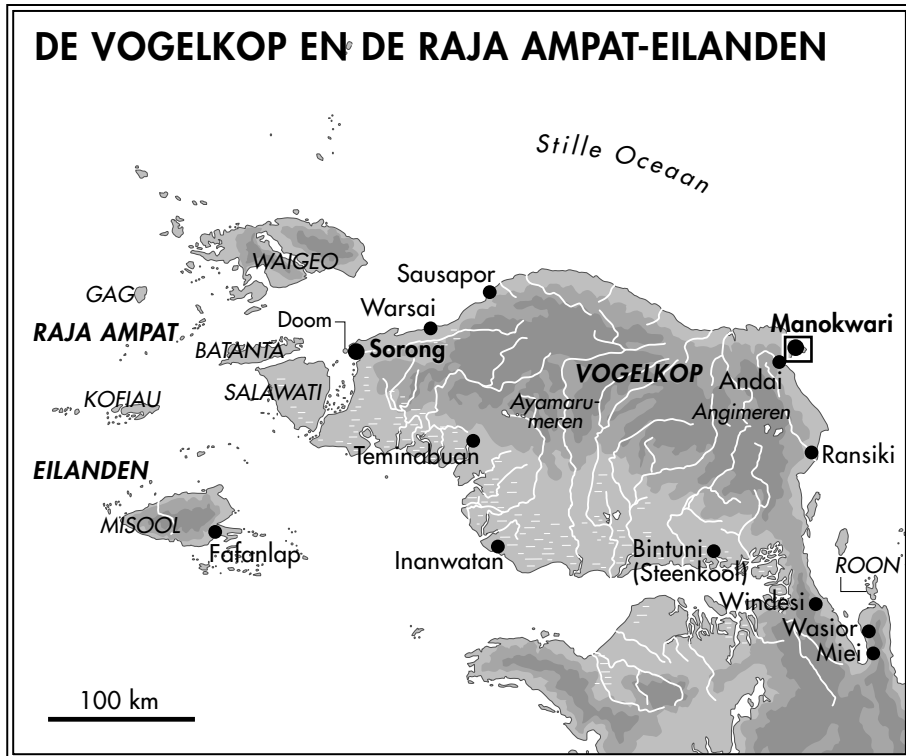 DE VOGELKOP EN DE RAJA AMPAT-EILANDEN
Stille Oceaan
WAIGEO
Sausapor
GAG
Warsai
Doom
Manokwari
RAJA AMPAT
BATANTA
Sorong
VOGELKOP
Andai
KOFIAU
SALAWATI
Ayamaru-
meren
Angimeren
Teminabuan
Ransiki
EILANDEN
MISOOL
Fafanlap
Inanwatan
Bintuni
(Steenkool)
ROON
Windesi
Wasior
Miei
100 km